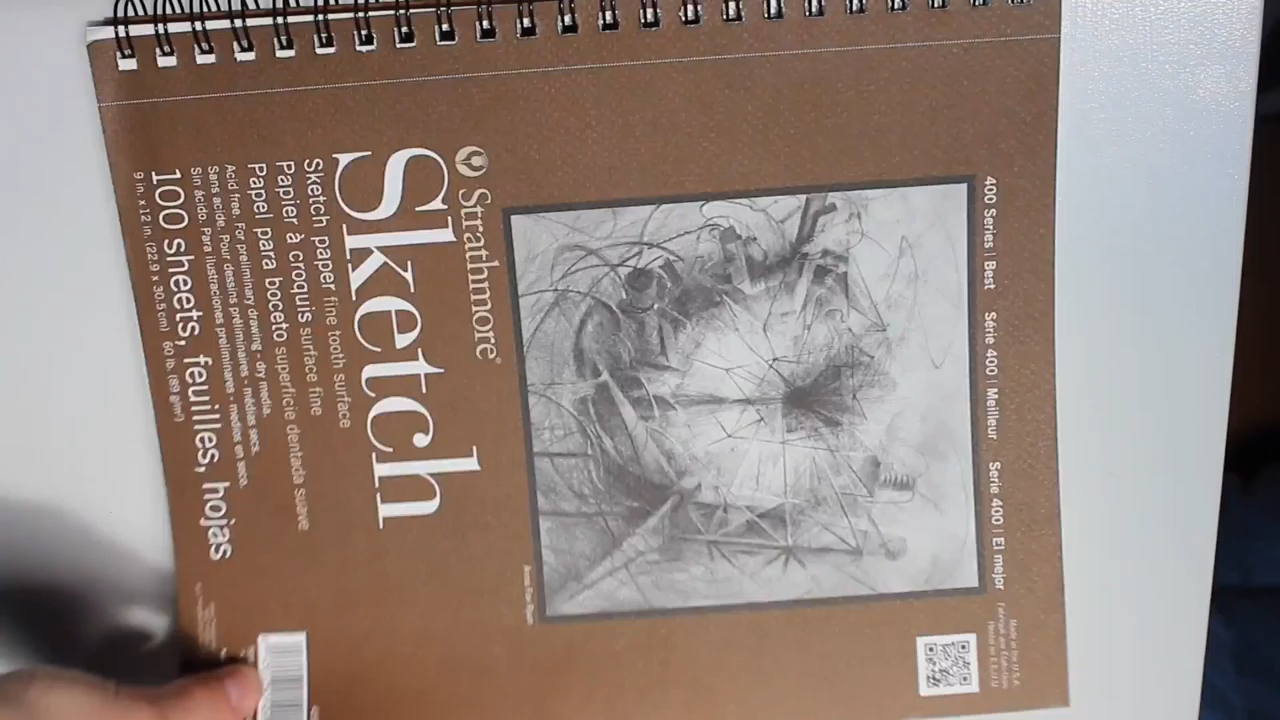 400 Series | Best
Série 400 | Meilleur
Serie 400 | El mejor
Made in the U.S.A.
Strathmore®
Sketch
Sketch paper fine tooth surface
Papier à croquis surface fine
Papel para boceto superficie dentada suave
Acid free. For preliminary drawing - dry media.
Sans acide. Pour dessins préliminaires - médias secs.
Sin ácido. Para ilustraciones preliminares - medios en seco.
100 sheets, feuilles, hojas
9 in. x 12 in. (22.9 x 30.5 cm) 60 lb. (89 g/m²)